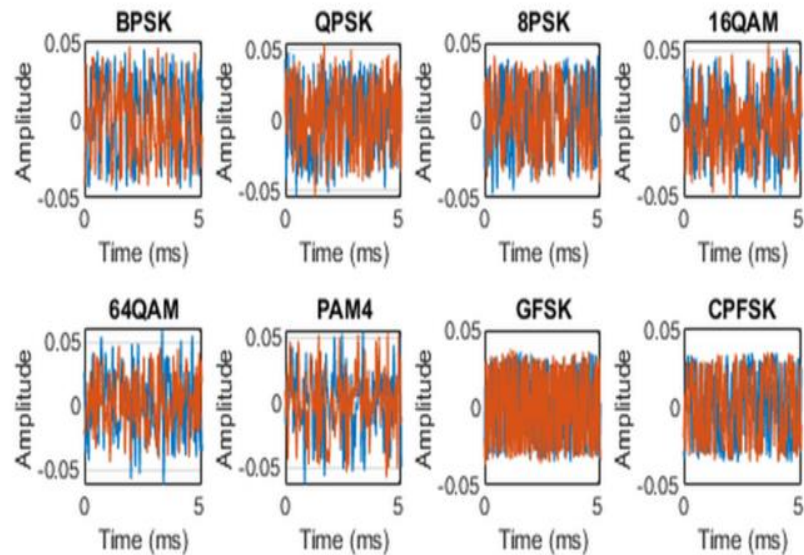 BPSK QPSK 8PSK 16QAM
0.05 0.05 0.05 0.05
Amplitude Amplitude Amplitude Amplitude
0 0 0 0
-0.05 -0.05 -0.05 -0.05
0 5 0 5 0 5 0 5
Time (ms) Time (ms) Time (ms) Time (ms)
64QAM PAM4 GFSK CPFSK
0.05 0.05 0.05 0.05
Amplitude Amplitude Amplitude Amplitude
0 0 0 0
-0.05 -0.05 -0.05 -0.05
0 5 0 5 0 5 0 5
Time (ms) Time (ms) Time (ms) Time (ms)